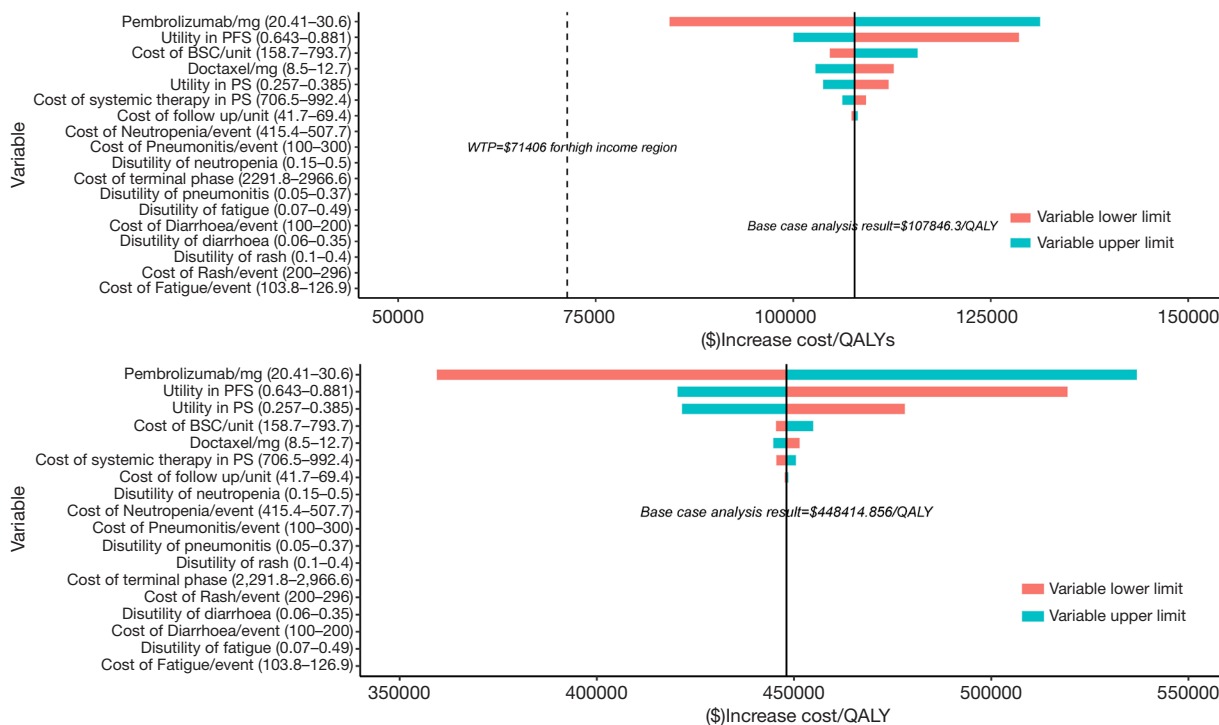 Pembrolizumab/mg (20.41–30.6)
Utility in PFS (0.643–0.881)
Cost of BSC/unit (158.7–793.7)
Doctaxel/mg (8.5–12.7)
Utility in PS (0.257–0.385)
Cost of systemic therapy in PS (706.5–992.4)
Cost of follow up/unit (41.7–69.4)
Cost of Neutropenia/event (415.4–507.7)
Cost of Pneumonitis/event (100–300)
Disutility of neutropenia (0.15–0.5)
Cost of terminal phase (2291.8–2966.6)
Disutility of pneumonitis (0.05–0.37)
Disutility of fatigue (0.07–0.49)
Cost of Diarrhoea/event (100–200)
Disutility of diarrhoea (0.06–0.35)
Disutility of rash (0.1–0.4)
Cost of Rash/event (200–296)
Cost of Fatigue/event (103.8–126.9)
Variable
WTP=$71406 for high income region
Base case analysis result=$107846.3/QALY
Variable lower limit
Variable upper limit
50000 75000 100000 125000 150000
($)Increase cost/QALYs
Pembrolizumab/mg (20.41–30.6)
Utility in PFS (0.643–0.881)
Utility in PS (0.257–0.385)
Cost of BSC/unit (158.7–793.7)
Doctaxel/mg (8.5–12.7)
Cost of systemic therapy in PS (706.5–992.4)
Cost of follow up/unit (41.7–69.4)
Disutility of neutropenia (0.15–0.5)
Cost of Neutropenia/event (415.4–507.7)
Cost of Pneumonitis/event (100–300)
Disutility of pneumonitis (0.05–0.37)
Disutility of rash (0.1–0.4)
Cost of terminal phase (2,291.8–2,966.6)
Cost of Rash/event (200–296)
Disutility of diarrhoea (0.06–0.35)
Cost of Diarrhoea/event (100–200)
Disutility of fatigue (0.07–0.49)
Cost of Fatigue/event (103.8–126.9)
Variable
Base case analysis result=$448414.856/QALY
Variable lower limit
Variable upper limit
350000 400000 450000 500000 550000
($)Increase cost/QALY